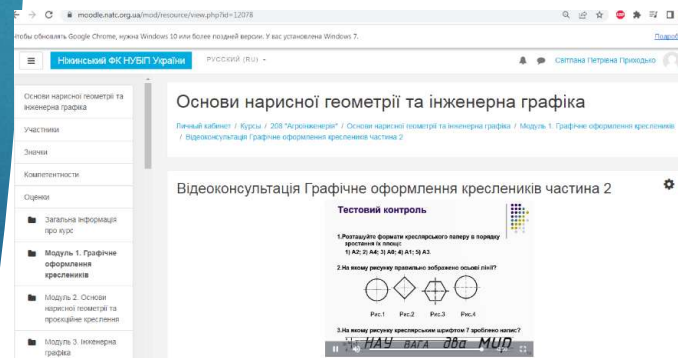 moodle.natc.org.ua/mod/resource/view.php?id=12078
чтобы обновлять Google Chrome, нужна Windows 10 или более поздней версии. У вас установлена Windows 7.
Ніжинський ФК НУБіП України
РУССКИЙ (RU)
Світлана Петрівна Приходько
Основи нарисної геометрії та інженерна графіка
Участники
Значки
Компетентности
Оценки
Загальна інформація про курс
Модуль 1. Графічне оформлення креслеників
Модуль 2. Основи нарисної геометрії та проєкційне креслення
Модуль 3. Інженерна графіка
Основи нарисної геометрії та інженерна графіка
Личный кабинет / Курсы / 208 "Агроінженерія" / Основи нарисної геометрії та інженерна графіка / Модуль 1. Графічне оформлення креслеників
/ Відеоконсультація Графічне оформлення креслеників частина 2
Відеоконсультація Графічне оформлення креслеників частина 2
Тестовий контроль
1.Розташуйте формати креслярського паперу в порядку
зростання їх площі:
1) А2; 2) А4; 3) А0; 4) А1; 5) А3.
2.На якому рисунку правильно зображено осьові лінії?
Рис.1 Рис.2 Рис.3 Рис.4
3.На якому рисунку креслярським шрифтом 7 зроблено напис?
НАУ вага два МИР